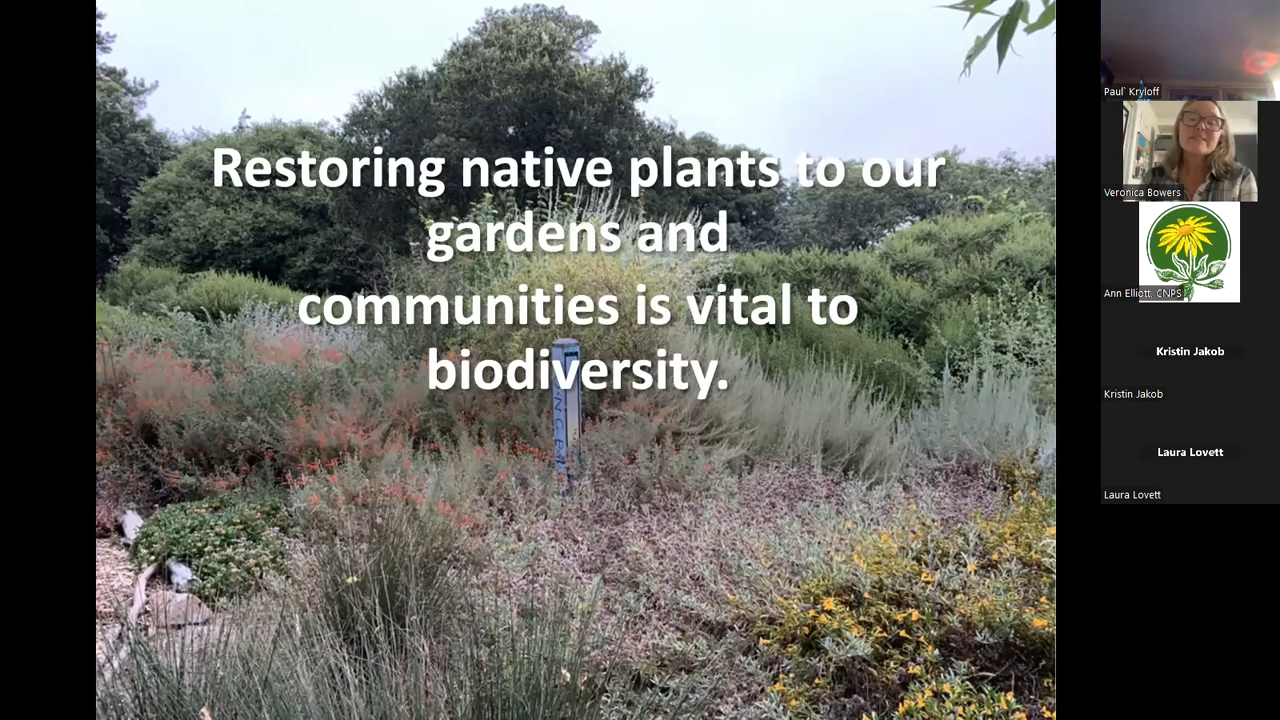 Restoring native plants to our
gardens and
communities is vital to
biodiversity.
Paul` Kryloff
Veronica Bowers
Ann Elliott, CNPS
Kristin Jakob
Kristin Jakob
Laura Lovett
Laura Lovett